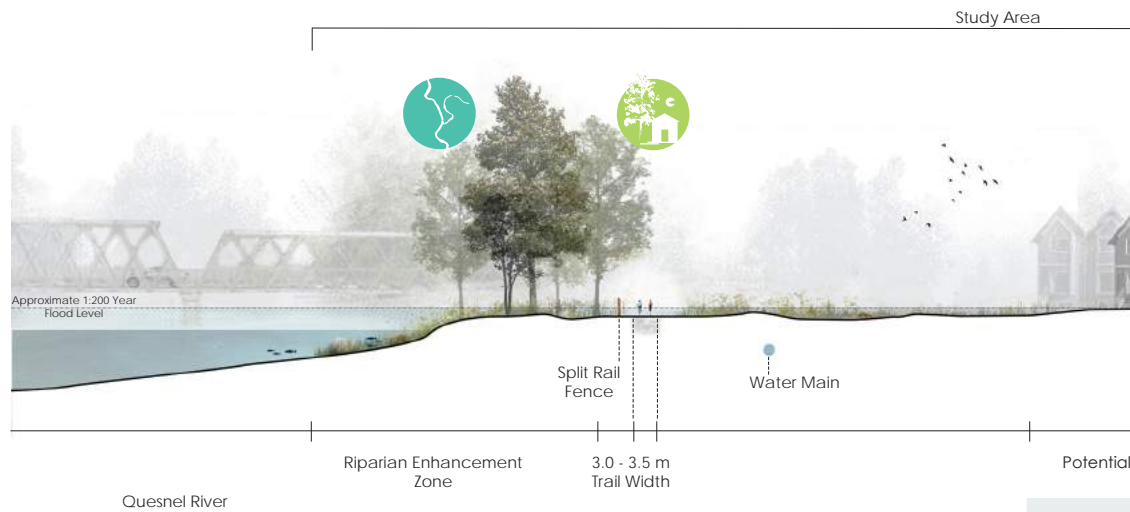 Study Area
Approximate 1:200 Year
Flood Level
Split Rail
Fence
Water Main
Riparian Enhancement
Zone
3.0 - 3.5 m
Trail Width
Potential
Quesnel River